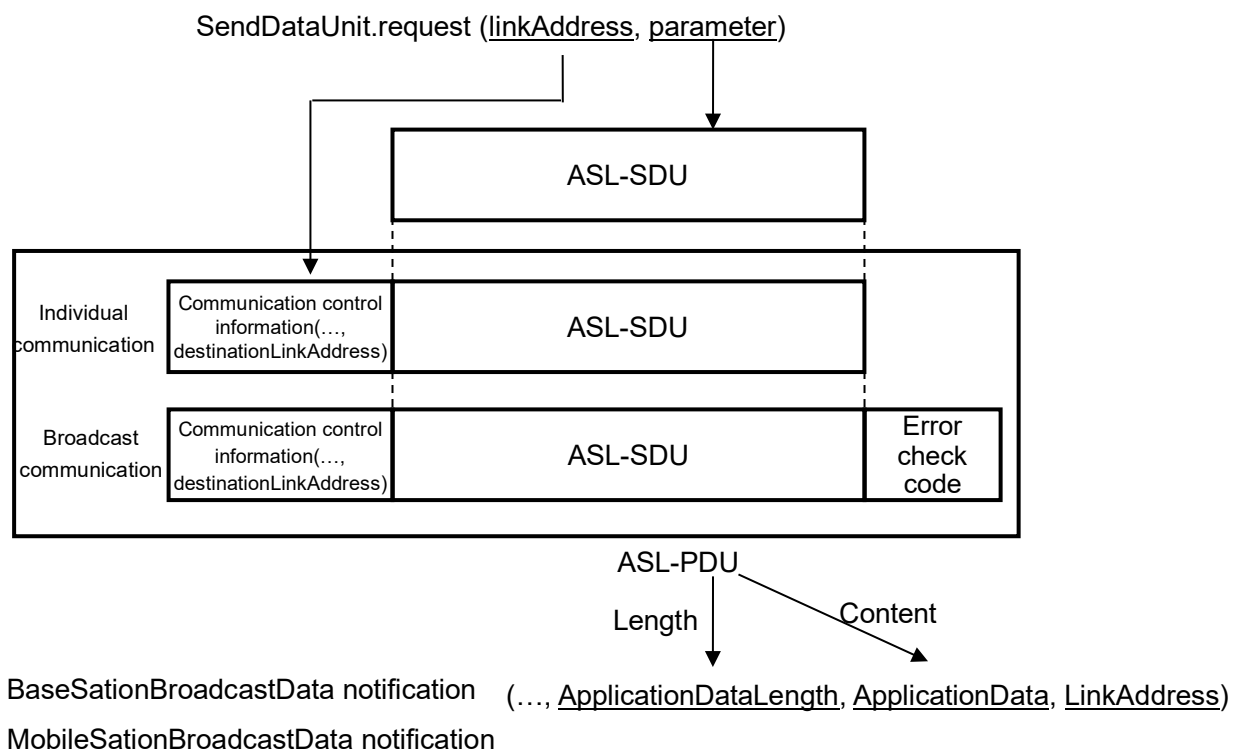 SendDataUnit.request (linkAddress, parameter)
ASL-SDU
Individual
communication
Communication control
information(…,
destinationLinkAddress)
ASL-SDU
Broadcast
communication
Communication control
information(…,
destinationLinkAddress)
ASL-SDU
Error
check
code
ASL-PDU
Length
Content
BaseSationBroadcastData notification (…, ApplicationDataLength, ApplicationData, LinkAddress)
MobileSationBroadcastData notification